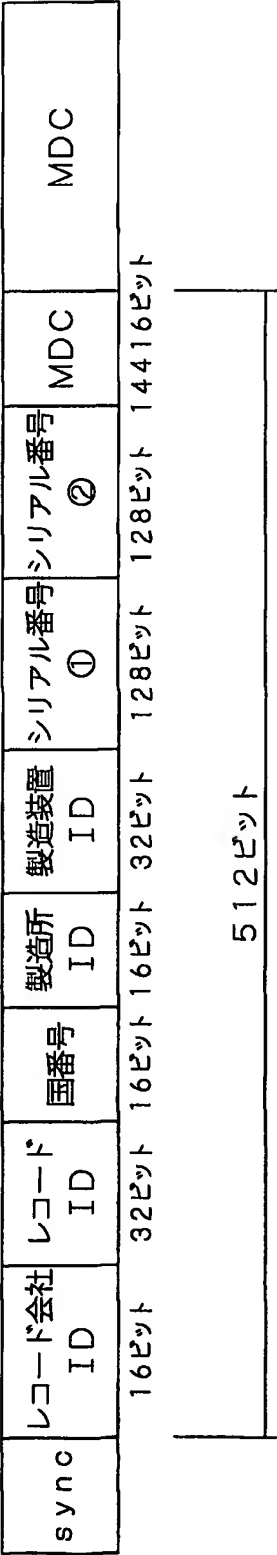 sync
レコード会社
ID
レコード
ID
国番号
製造所
ID
製造装置
ID
シリアル番号
①
シリアル番号
②
MDC
MDC
16ビット
32ビット
16ビット
16ビット
32ビット
128ビット
128ビット
14416ビット
512ビット